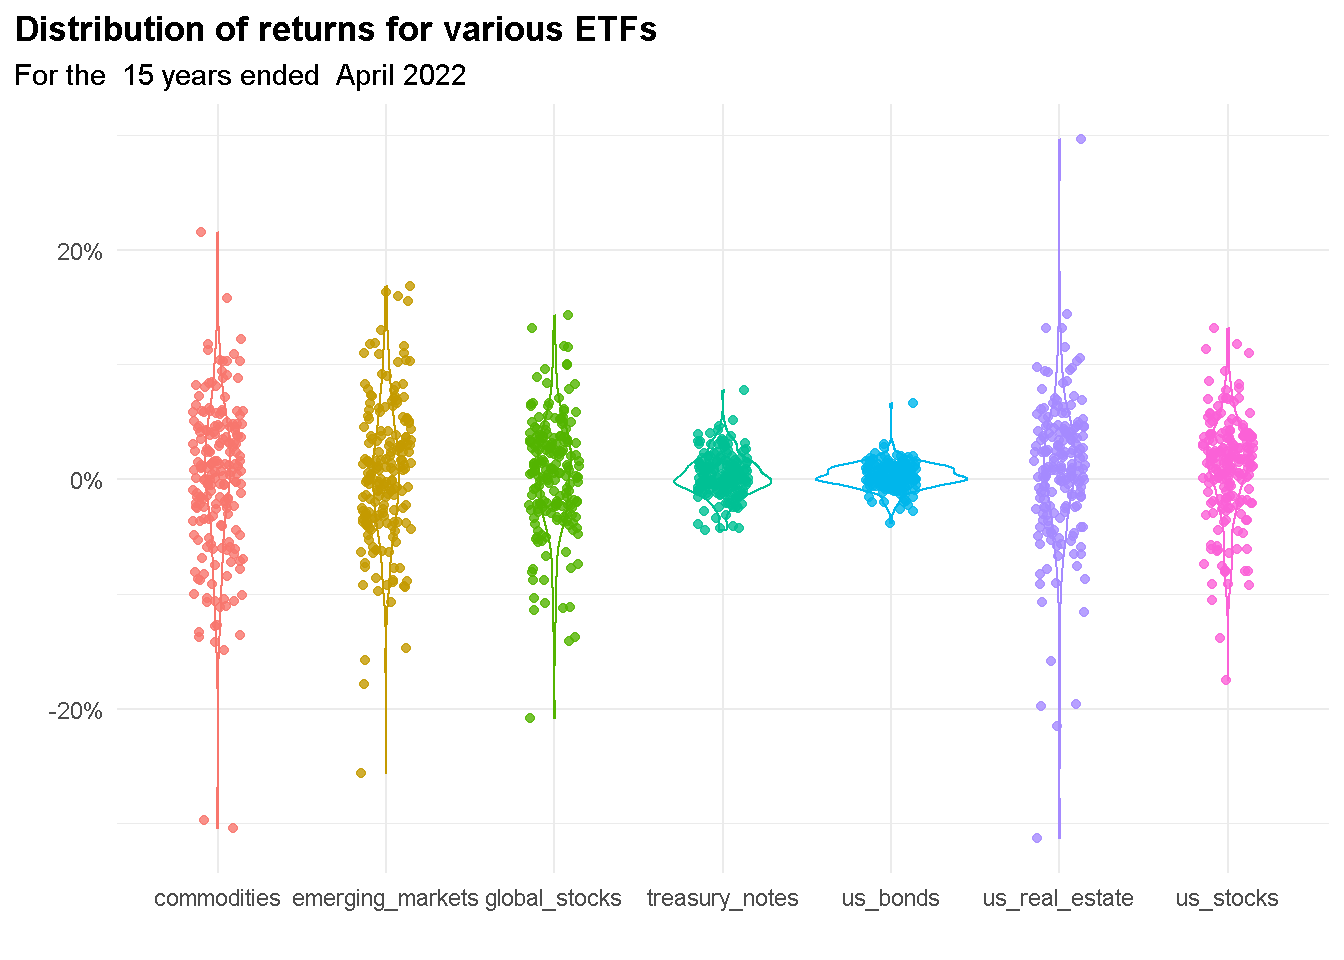 Distribution of returns for various ETFs
For the  15 years ended  April 2022
20%
0%
-20%
commodities emerging_markets global_stocks treasury_notes us_bonds us_real_estate us_stocks